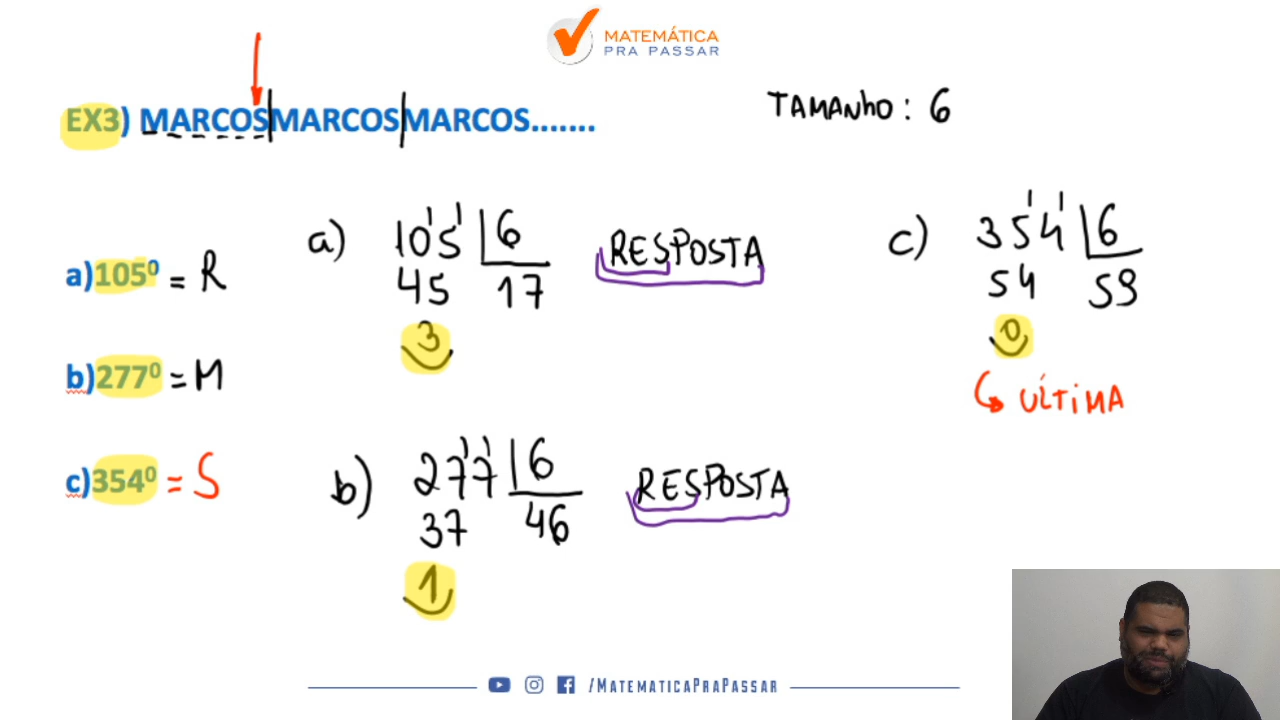 MATEMÁTICA
PRA PASSAR
EX3) MARCOSMARCOSMARCOS.......
TAMANHO: 6
a)105º = R
b)277º = M
c)354º = S
a) 105 6
45 17
3
RESPOSTA
b) 277 6
37 46
1
RESPOSTA
c) 354 6
54 59
0
ÚLTIMA
/MATEMATICAPRAPASSAR